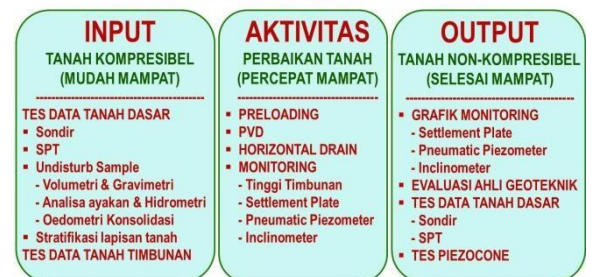 INPUT
TANAH KOMPRESIBEL
(MUDAH MAMPAT)
TES DATA TANAH DASAR
▪ Sondir
▪ SPT
▪ Undisturb Sample
- Volumetri & Gravimetri
- Analisa ayakan & Hidrometri
- Oedometri Konsolidasi
▪ Stratifikasi lapisan tanah
TES DATA TANAH TIMBUNAN
AKTIVITAS
PERBAIKAN TANAH
(PERCEPAT MAMPAT)
▪ PRELOADING
▪ PVD
▪ HORIZONTAL DRAIN
▪ MONITORING
- Tinggi Timbunan
- Settlement Plate
- Pneumatic Piezometer
- Inclinometer
OUTPUT
TANAH NON-KOMPRESIBEL
(SELESAI MAMPAT)
▪ GRAFIK MONITORING
- Settlement Plate
- Pneumatic Piezometer
- Inclinometer
▪ EVALUASI AHLI GEOTEKNIK
▪ TES DATA TANAH DASAR
- Sondir
- SPT
▪ TES PIEZOCONE